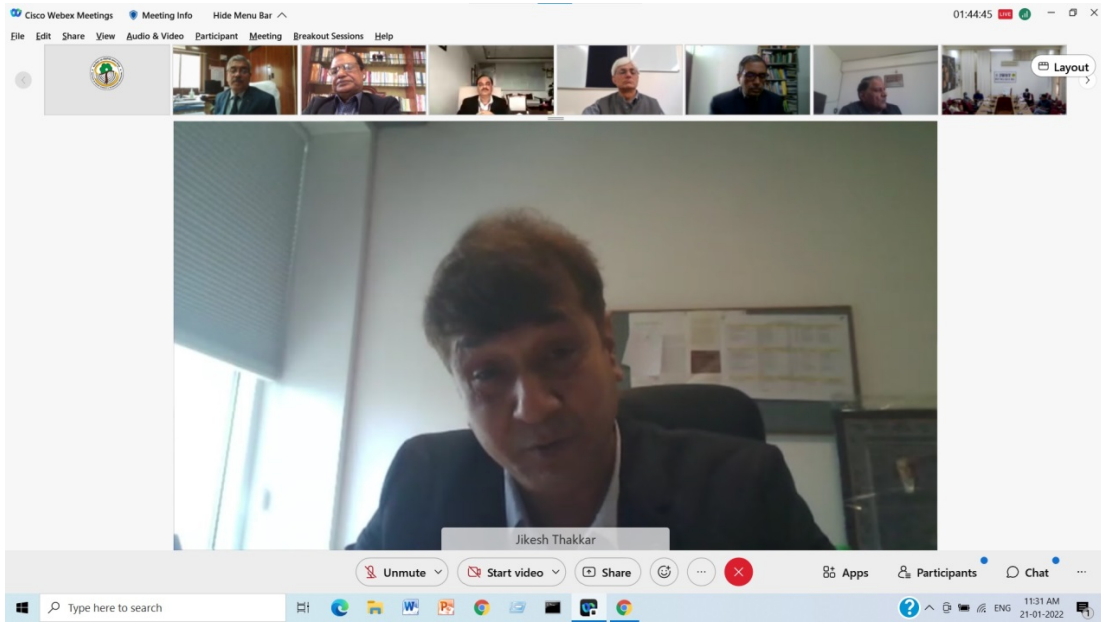 Cisco Webex Meetings Meeting Info Hide Menu Bar 01:44:45 LIVE
File Edit Share View Audio & Video Participant Meeting Breakout Sessions Help
Layout
Jikesh Thakkar
Unmute Start video Share Apps Participants Chat
Type here to search ENG 11:31 AM
21-01-2022